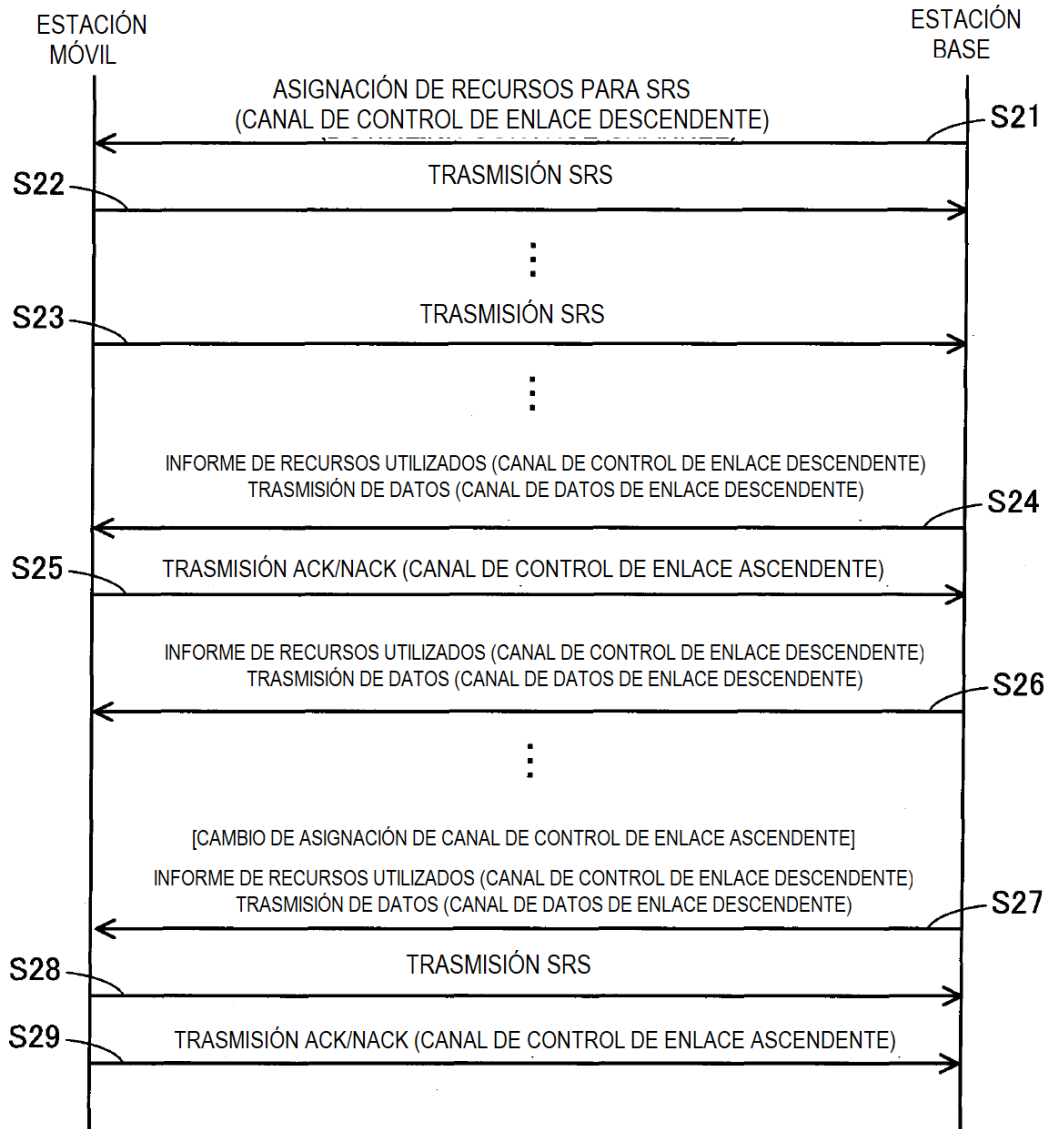 ESTACIÓN
MÓVIL
ESTACIÓN
BASE
ASIGNACIÓN DE RECURSOS PARA SRS
(CANAL DE CONTROL DE ENLACE DESCENDENTE)
S21
TRASMISIÓN SRS
S22
TRASMISIÓN SRS
S23
INFORME DE RECURSOS UTILIZADOS (CANAL DE CONTROL DE ENLACE DESCENDENTE)
TRASMISIÓN DE DATOS (CANAL DE DATOS DE ENLACE DESCENDENTE)
S24
TRASMISIÓN ACK/NACK (CANAL DE CONTROL DE ENLACE ASCENDENTE)
S25
INFORME DE RECURSOS UTILIZADOS (CANAL DE CONTROL DE ENLACE DESCENDENTE)
TRASMISIÓN DE DATOS (CANAL DE DATOS DE ENLACE DESCENDENTE)
S26
[CAMBIO DE ASIGNACIÓN DE CANAL DE CONTROL DE ENLACE ASCENDENTE]
INFORME DE RECURSOS UTILIZADOS (CANAL DE CONTROL DE ENLACE DESCENDENTE)
TRASMISIÓN DE DATOS (CANAL DE DATOS DE ENLACE DESCENDENTE)
S27
TRASMISIÓN SRS
S28
TRASMISIÓN ACK/NACK (CANAL DE CONTROL DE ENLACE ASCENDENTE)
S29